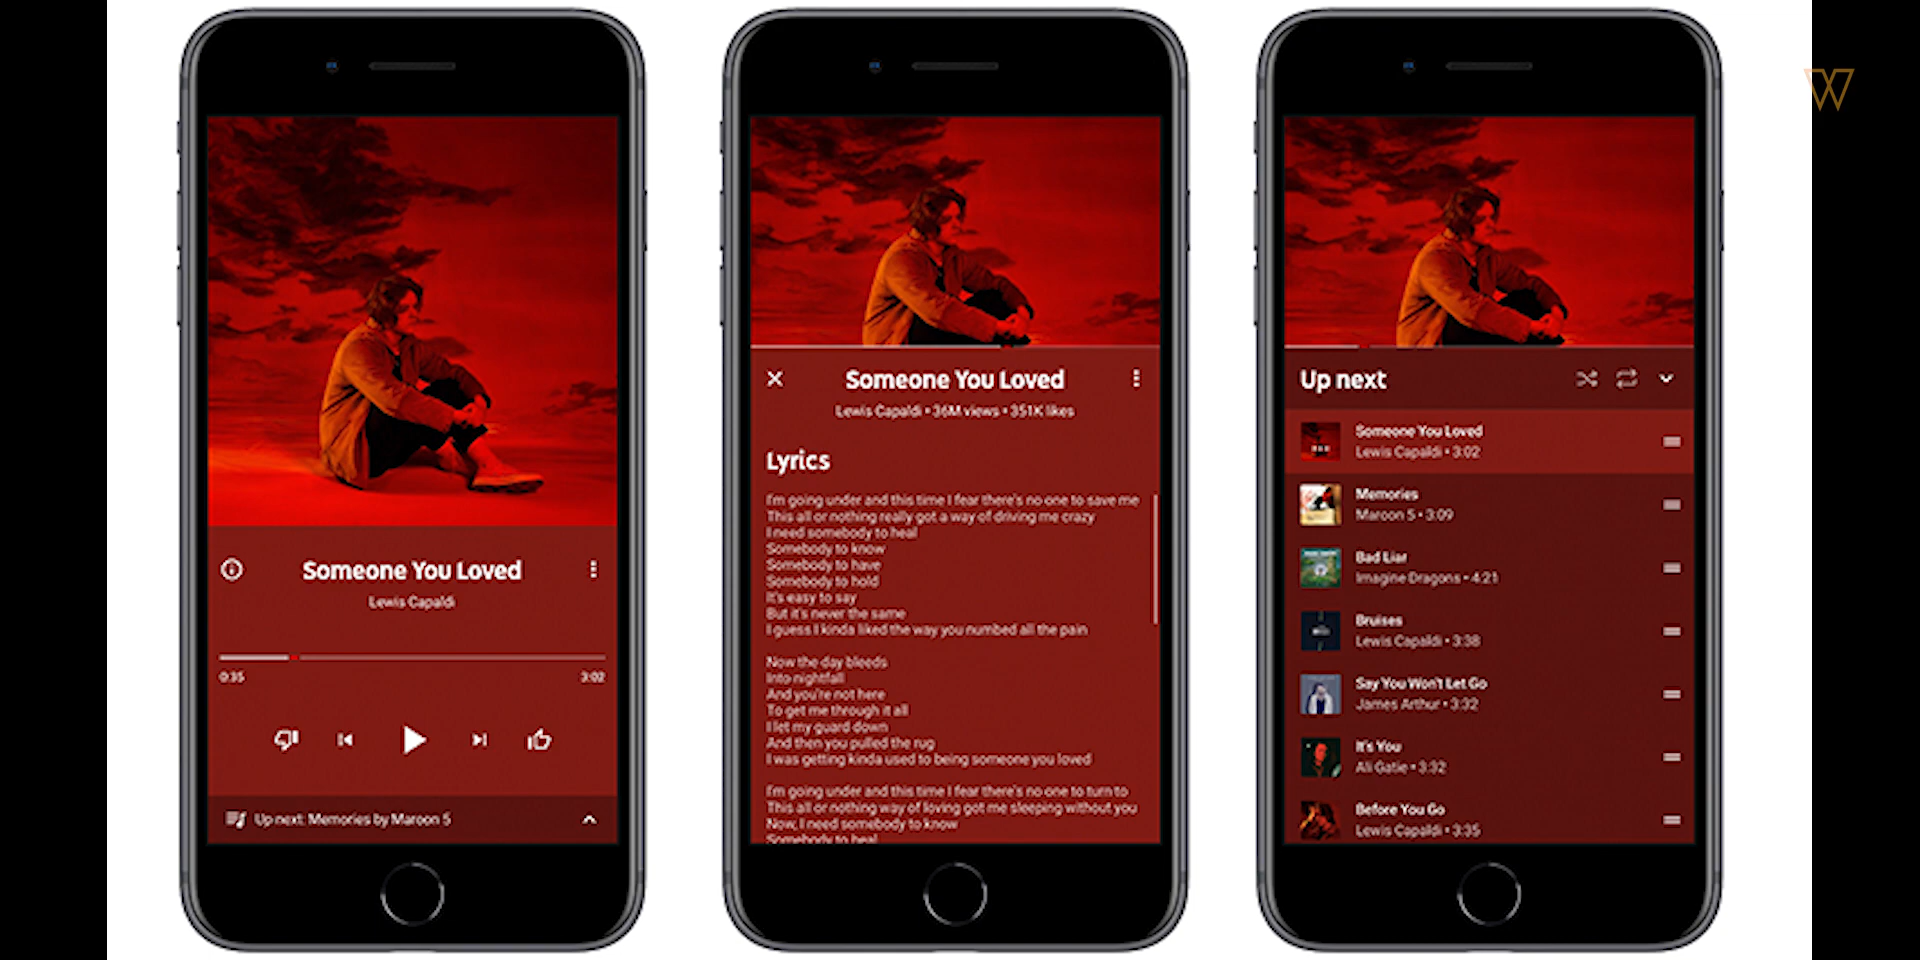 Someone You Loved
Lewis Capaldi
0:35
3:02
Up next: Memories by Maroon 5
Someone You Loved
Lewis Capaldi • 36M views • 351K likes
Lyrics
I'm going under and this time I fear there's no one to save me
This all or nothing really got a way of driving me crazy
I need somebody to heal
Somebody to know
Somebody to have
Somebody to hold
It's easy to say
But it's never the same
I guess I kinda liked the way you numbed all the pain
Now the day bleeds
Into nightfall
And you're not here
To get me through it all
I let my guard down
And then you pulled the rug
I was getting kinda used to being someone you loved
I'm going under and this time I fear there's no one to turn to
This all or nothing way of loving got me sleeping without you
Now, I need somebody to know
Somebody to heal
Up next
Someone You Loved
Lewis Capaldi • 3:02
Memories
Maroon 5 • 3:09
Bad Liar
Imagine Dragons • 4:21
Bruises
Lewis Capaldi • 3:38
Say You Won't Let Go
James Arthur • 3:32
It's You
Ali Gatie • 3:32
Before You Go
Lewis Capaldi • 3:35
W